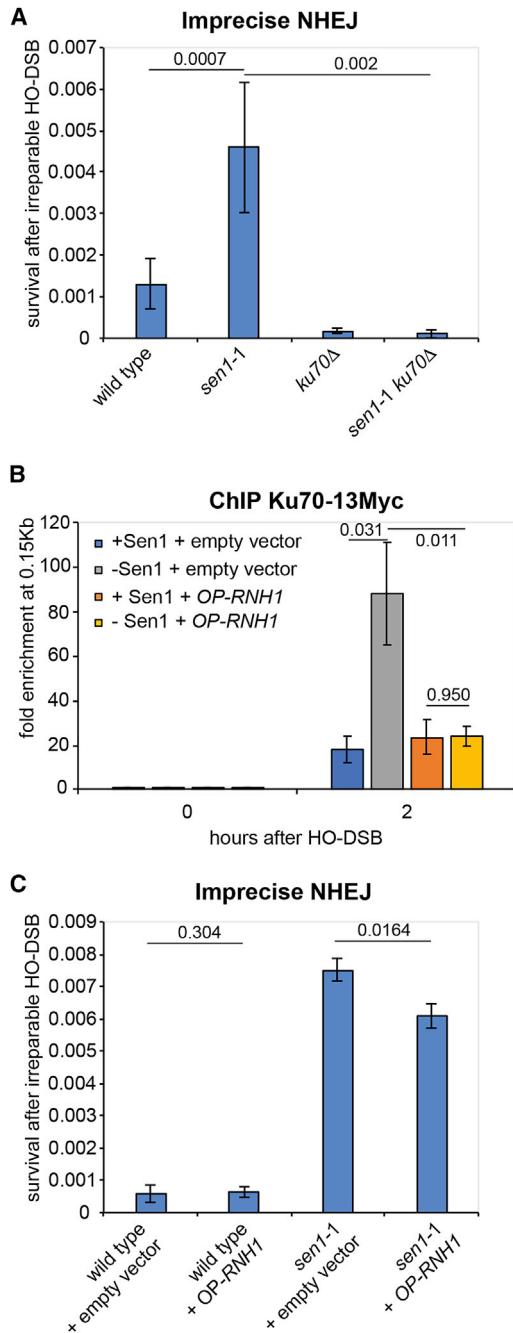 A
Imprecise NHEJ
survival after irreparable HO-DSB
0.007
0.006
0.005
0.004
0.003
0.002
0.001
0
0.0007
0.002
wild type
sen1-1
ku70Δ
sen1-1 ku70Δ
B
ChIP Ku70-13Myc
fold enrichment at 0.15Kb
120
100
80
60
40
20
0
+Sen1 + empty vector
-Sen1 + empty vector
+ Sen1 + OP-RNH1
- Sen1 + OP-RNH1
0.031
0.011
0.950
0
2
hours after HO-DSB
C
Imprecise NHEJ
survival after irreparable HO-DSB
0.009
0.008
0.007
0.006
0.005
0.004
0.003
0.002
0.001
0
0.304
0.0164
wild type
+ empty vector
wild type
+ OP-RNH1
sen1-1
+ empty vector
sen1-1
+ OP-RNH1